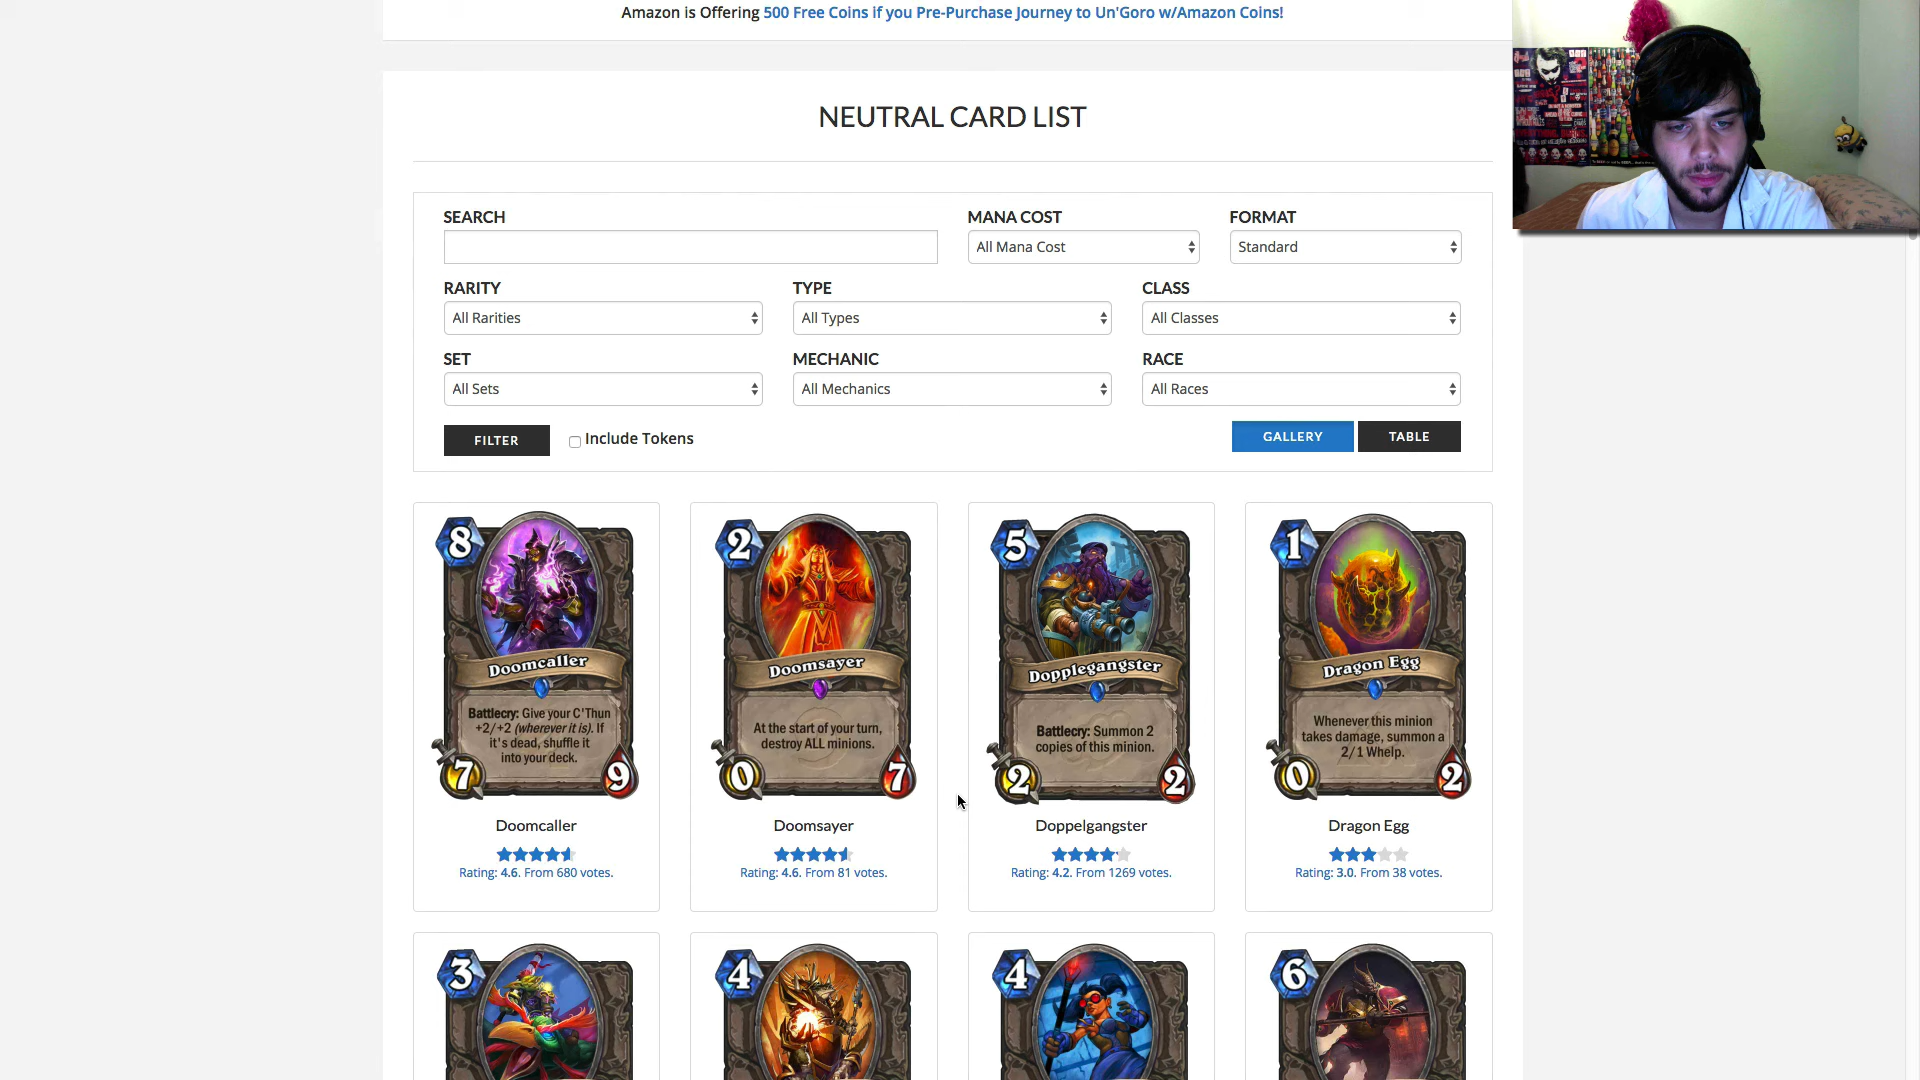 Amazon is Offering 500 Free Coins if you Pre-Purchase Journey to Un'Goro w/Amazon Coins!
NEUTRAL CARD LIST
SEARCH
MANA COST
FORMAT
All Mana Cost
Standard
RARITY
TYPE
CLASS
All Rarities
All Types
All Classes
SET
MECHANIC
RACE
All Sets
All Mechanics
All Races
FILTER
Include Tokens
GALLERY
TABLE
8
Doomcaller
Battlecry: Give your C'Thun
+2/+2 (wherever it is). If
it's dead, shuffle it
into your deck.
7
9
Doomcaller
Rating: 4.6. From 680 votes.
2
Doomsayer
At the start of your turn,
destroy ALL minions.
0
7
Doomsayer
Rating: 4.6. From 81 votes.
5
Dopplegangster
Battlecry: Summon 2
copies of this minion.
2
2
Doppelgangster
Rating: 4.2. From 1269 votes.
1
Dragon Egg
Whenever this minion
takes damage, summon a
2/1 Whelp.
0
2
Dragon Egg
Rating: 3.0. From 38 votes.
3
4
4
6